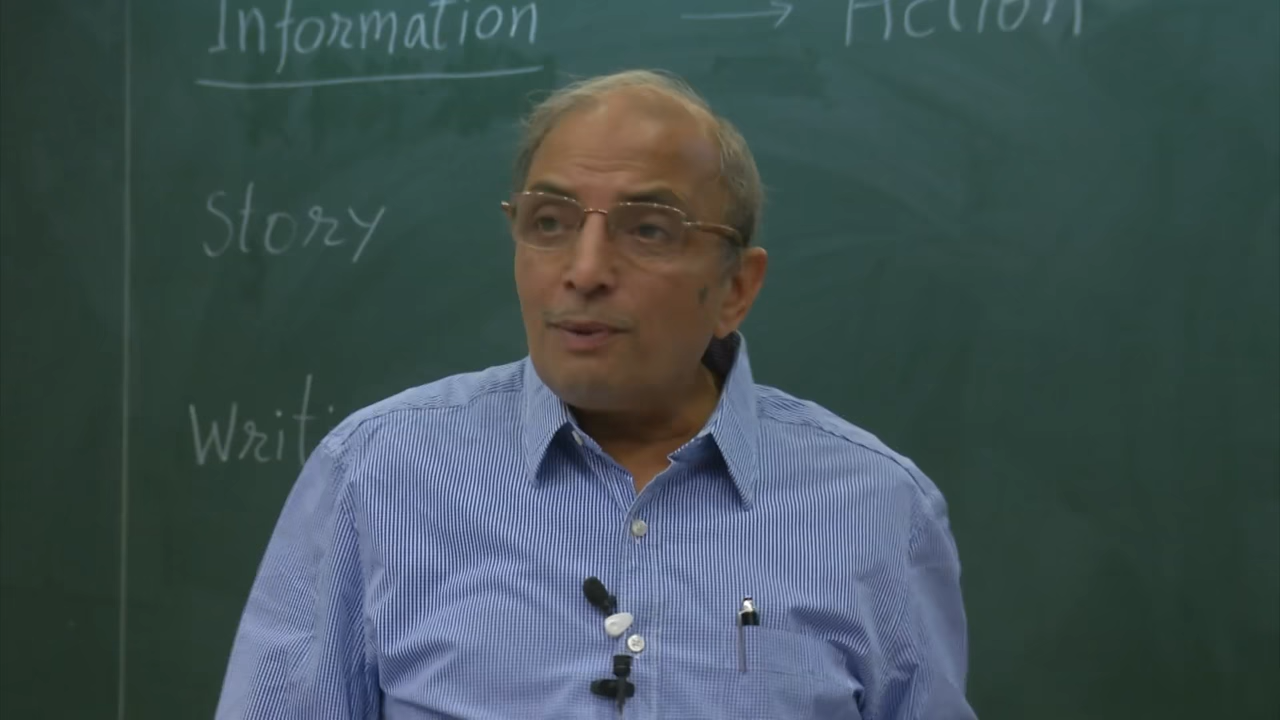 Information → Action
Story
Writi